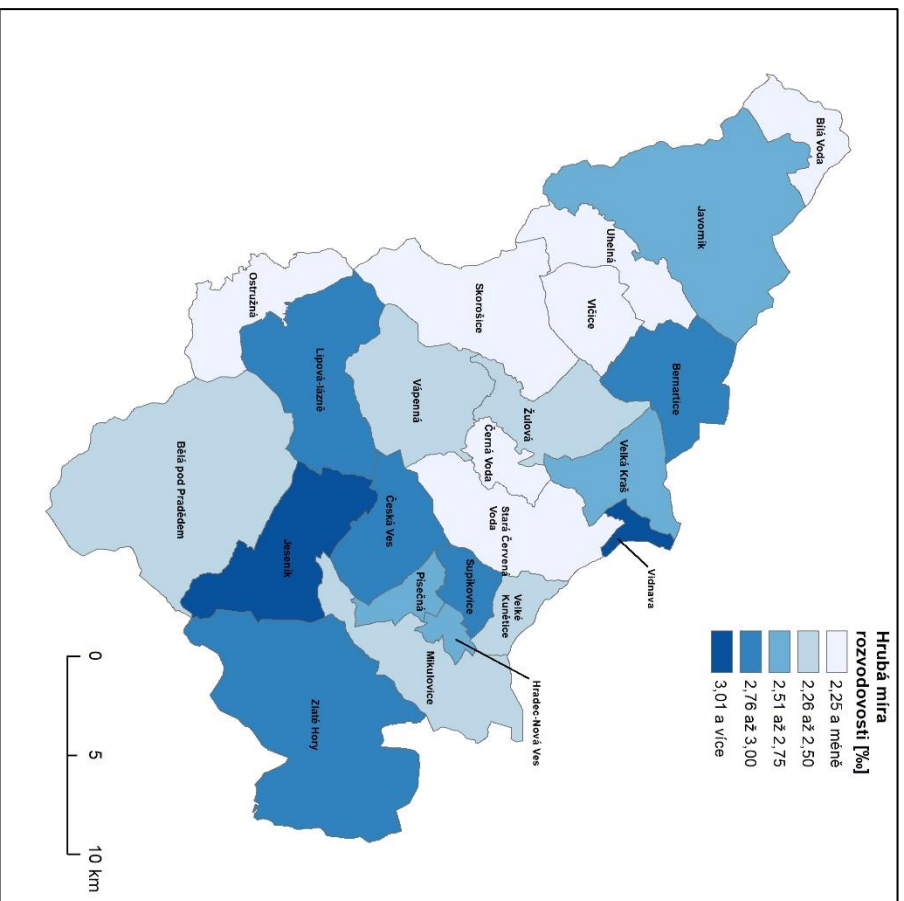 Hrubá míra
rozvodovosti [‰]
2,25 a méně
2,26 až 2,50
2,51 až 2,75
2,76 až 3,00
3,01 a více
Bílá Voda
Javorník
Uhelná
Vlčice
Bernartice
Skorošice
Ostružná
Lipová-lázně
Vápenná
Žulová
Černá Voda
Velká Kraš
Vidnava
Stará Červená
Voda
Velké
Kunětice
Supíkovice
Česká Ves
Písečná
Hradec-Nová Ves
Mikulovice
Jeseník
Bělá pod Pradědem
Zlaté Hory
0
5
10 km